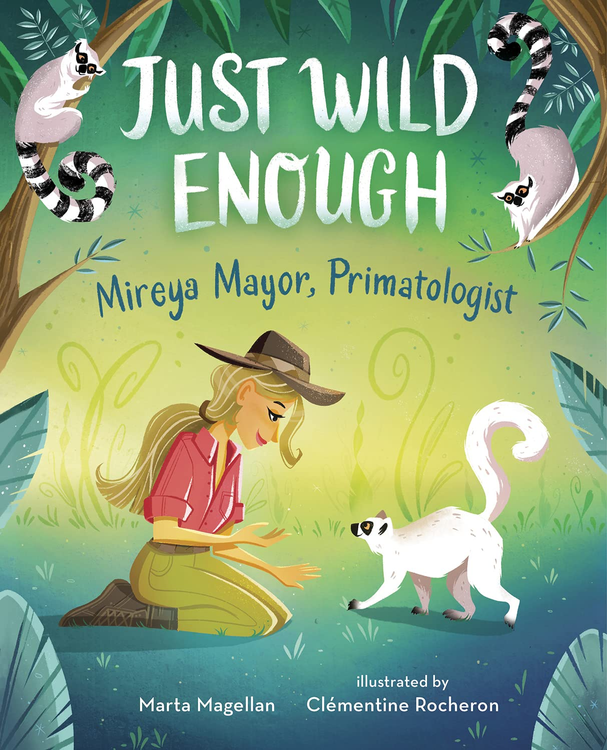 JUST WILD
ENOUGH
Mireya Mayor, Primatologist
Marta Magellan
illustrated by
Clémentine Rocheron